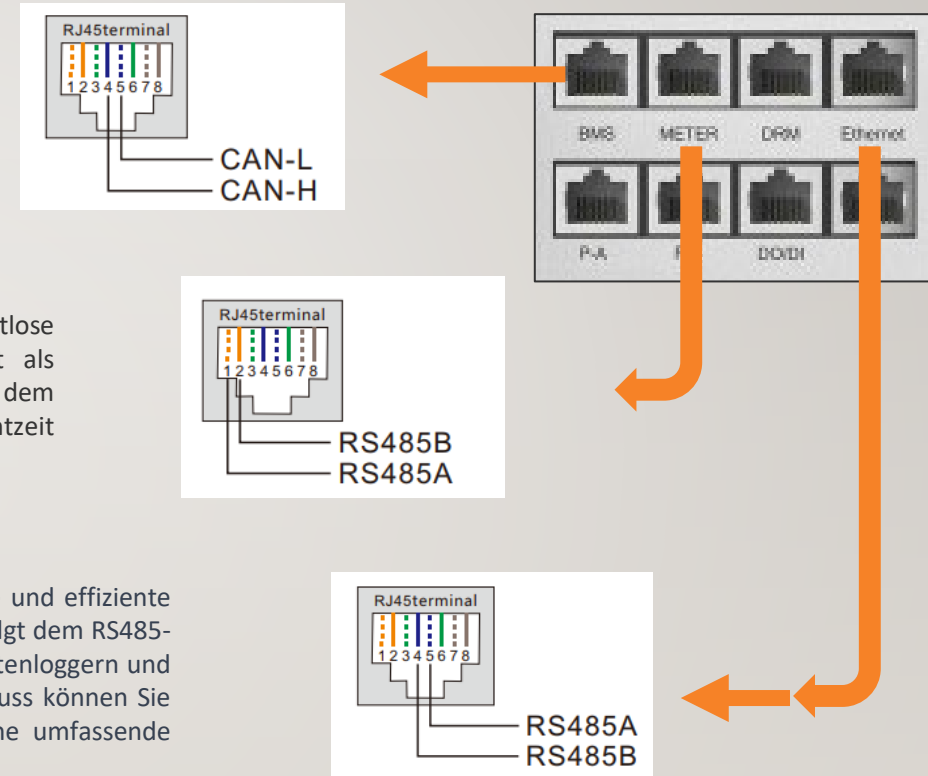 RJ45terminal
12345678
CAN-L
CAN-H
BMS METER DRM Ethernet
P-A DO/DI
tlose
t als
dem
ntzeit
RJ45terminal
12345678
RS485B
RS485A
und effiziente
lgt dem RS485-
tenloggern und
uss können Sie
ne umfassende
RJ45terminal
12345678
RS485A
RS485B